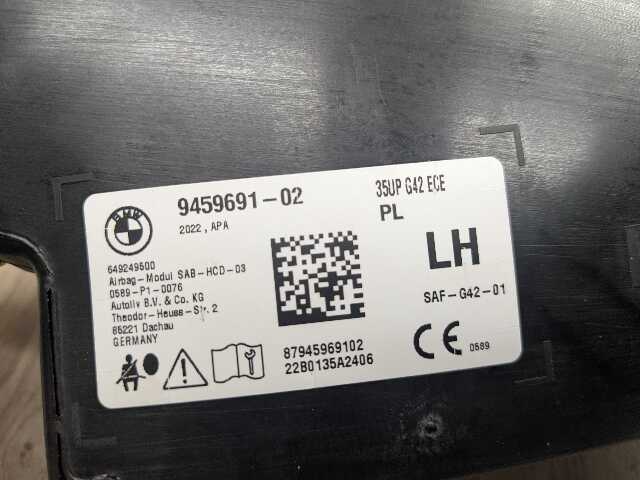 BMW
9459691-02
2022, APA
35UP G42 ECE
PL
LH
SAF-G42-01
649249500
Airbag-Modul SAB-HCD-03
0589-P1-0076
Autoliv B.V. & Co. KG
Theodor-Heuss-Str. 2
85221 Dachau
GERMANY
87945969102
22B0135A2406
CE 0589